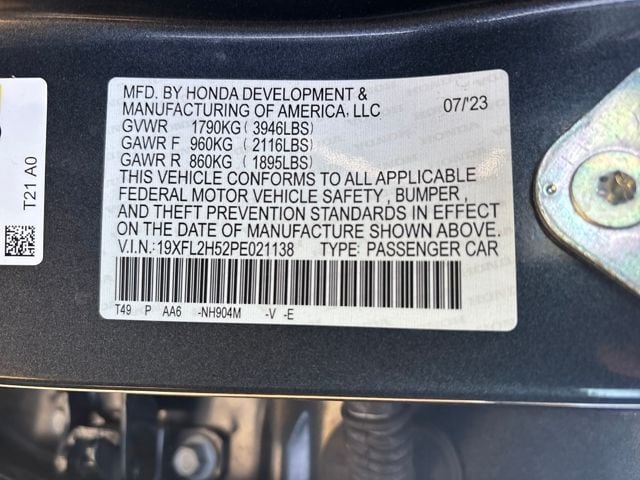 MFD. BY HONDA DEVELOPMENT &
MANUFACTURING OF AMERICA, LLC 07/'23
GVWR 1790KG (3946LBS)
GAWR F 960KG (2116LBS)
GAWR R 860KG (1895LBS)
THIS VEHICLE CONFORMS TO ALL APPLICABLE
FEDERAL MOTOR VEHICLE SAFETY, BUMPER,
AND THEFT PREVENTION STANDARDS IN EFFECT
ON THE DATE OF MANUFACTURE SHOWN ABOVE.
V.I.N.:19XFL2H52PE021138 TYPE: PASSENGER CAR
T49 P AA6 -NH904M -V -E
T21 A0